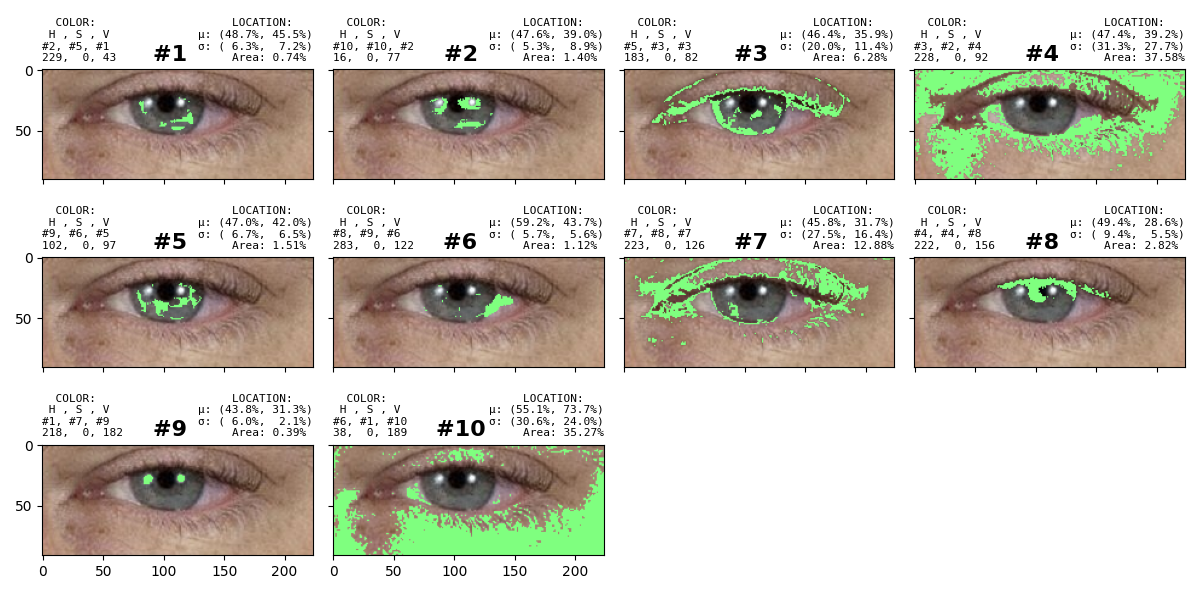 COLOR: LOCATION:
H , S , V μ: (48.7%, 45.5%)
#2, #5, #1 σ: ( 6.3%, 7.2%)
229, 0, 43 #1 Area: 0.74%
COLOR: LOCATION:
H , S , V μ: (47.6%, 39.0%)
#10, #10, #2 σ: ( 5.3%, 8.9%)
16, 0, 77 #2 Area: 1.40%
COLOR: LOCATION:
H , S , V μ: (46.4%, 35.9%)
#5, #3, #3 σ: (20.0%, 11.4%)
183, 0, 82 #3 Area: 6.28%
COLOR: LOCATION:
H , S , V μ: (47.4%, 39.2%)
#3, #2, #4 σ: (31.3%, 27.7%)
228, 0, 92 #4 Area: 37.58%
0
50
COLOR: LOCATION:
H , S , V μ: (47.0%, 42.0%)
#9, #6, #5 σ: ( 6.7%, 6.5%)
102, 0, 97 #5 Area: 1.51%
COLOR: LOCATION:
H , S , V μ: (59.2%, 43.7%)
#8, #9, #6 σ: ( 5.7%, 5.6%)
283, 0, 122 #6 Area: 1.12%
COLOR: LOCATION:
H , S , V μ: (45.8%, 31.7%)
#7, #8, #7 σ: (27.5%, 16.4%)
223, 0, 126 #7 Area: 12.88%
COLOR: LOCATION:
H , S , V μ: (49.4%, 28.6%)
#4, #4, #8 σ: ( 9.4%, 5.5%)
222, 0, 156 #8 Area: 2.82%
0
50
COLOR: LOCATION:
H , S , V μ: (43.8%, 31.3%)
#1, #7, #9 σ: ( 6.0%, 2.1%)
218, 0, 182 #9 Area: 0.39%
COLOR: LOCATION:
H , S , V μ: (55.1%, 73.7%)
#6, #1, #10 σ: (30.6%, 24.0%)
38, 0, 189 #10 Area: 35.27%
0
50
0 50 100 150 200
0 50 100 150 200